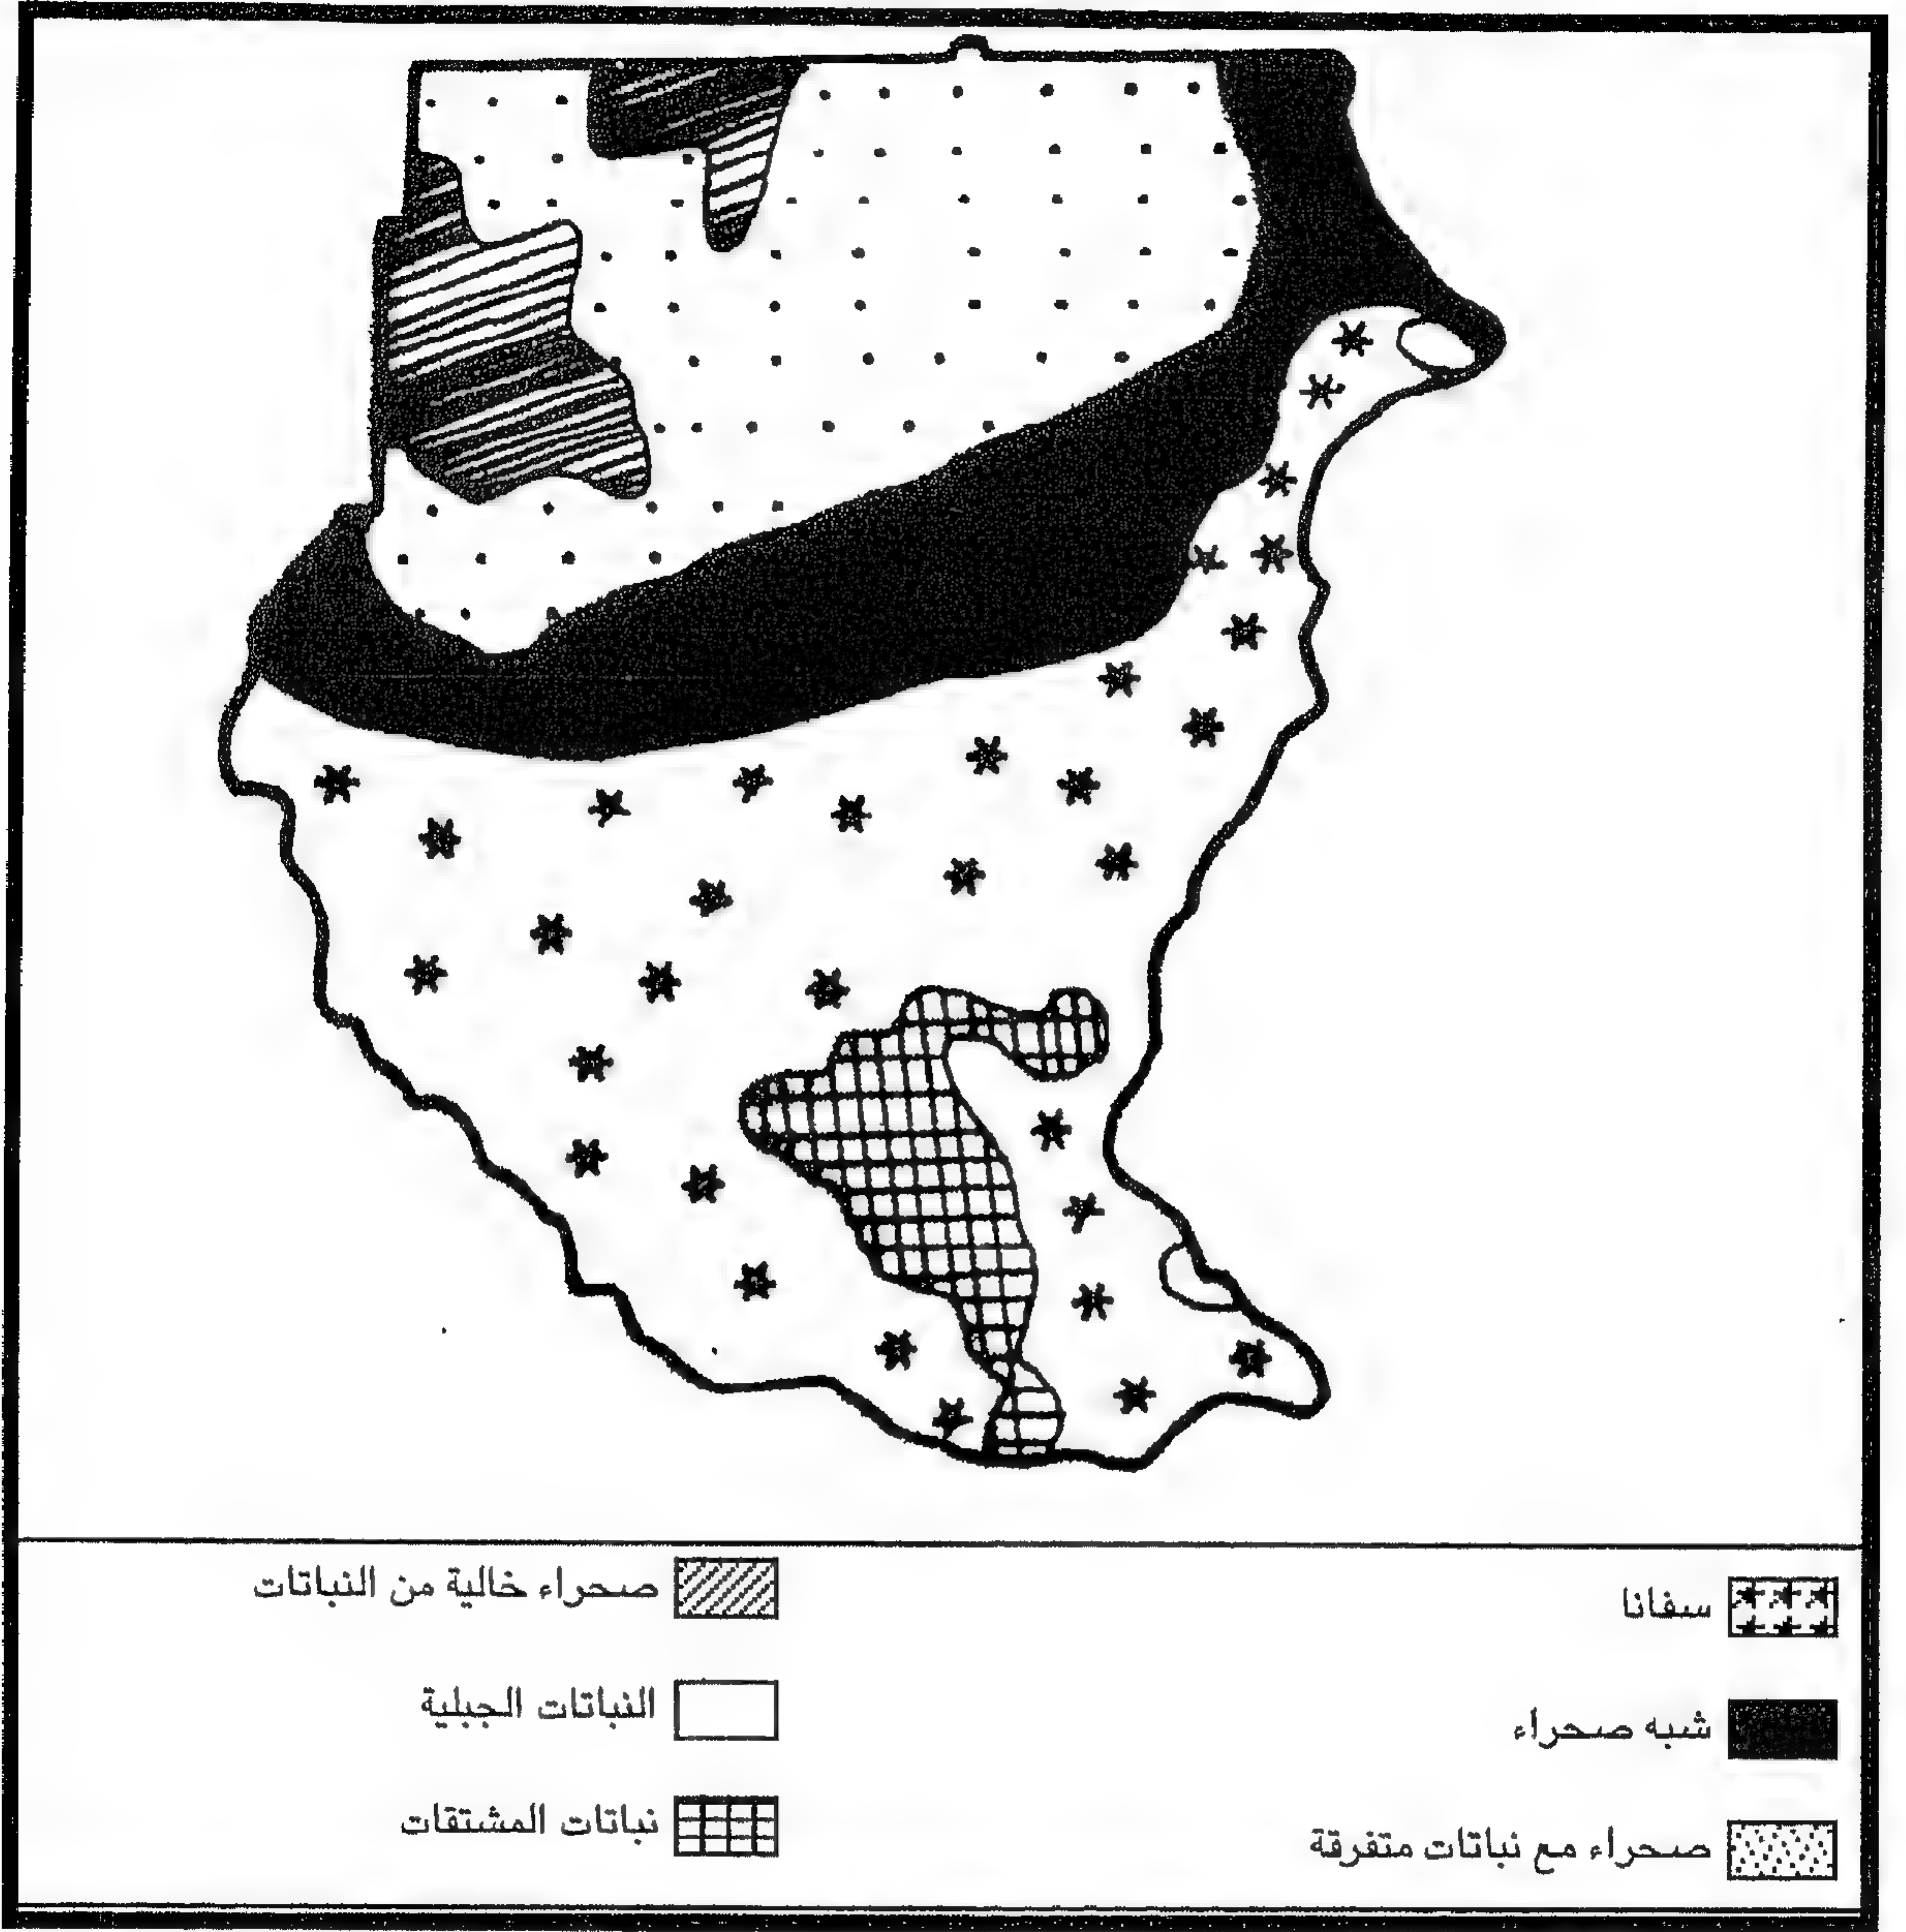 سفانا
شبه صحراء
صحراء مع نباتات متفرقة
صحراء خالية من النباتات
النباتات الجبلية
نباتات المشتقات